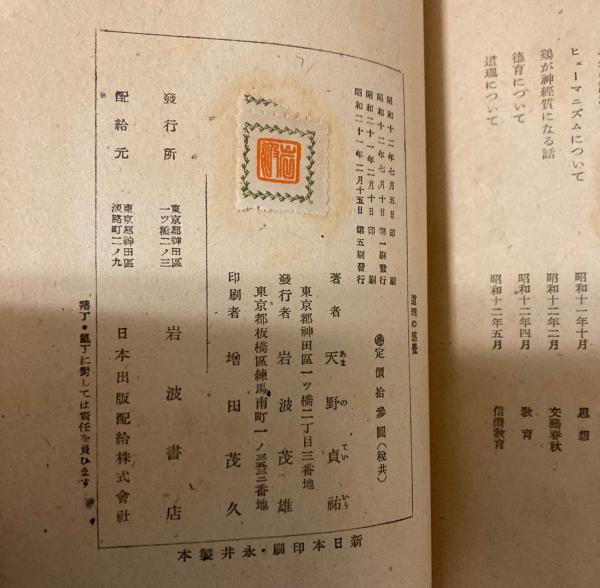 ヒューマニズムについて 昭和十一年十月 思想
鶏が神経質になる話 昭和十二年二月 文藝春秋
德育について 昭和十二年四月 敎育
道理について 昭和十二年五月 信濃敎育
道理の感覺
定價拾參圓(稅共)
昭和十二年七月五日 印刷
昭和十二年七月十日 第一刷發行
昭和二十一年二月十日 印刷
昭和二十一年二月十五日 第五刷發行
著者 天野貞祐
あまのていいう
東京都神田區一ツ橋二丁目三番地
發行者 岩波茂雄
東京都板橋區練馬南町一ノ三五三二番地
印刷者 增田茂久
發行所 東京都神田區一ツ橋二ノ三 岩波書店
配給元 東京都神田區淡路町二ノ九 日本出版配給株式會社
落丁・亂丁に對しては責任を負ひます
新日本印刷・永井製本